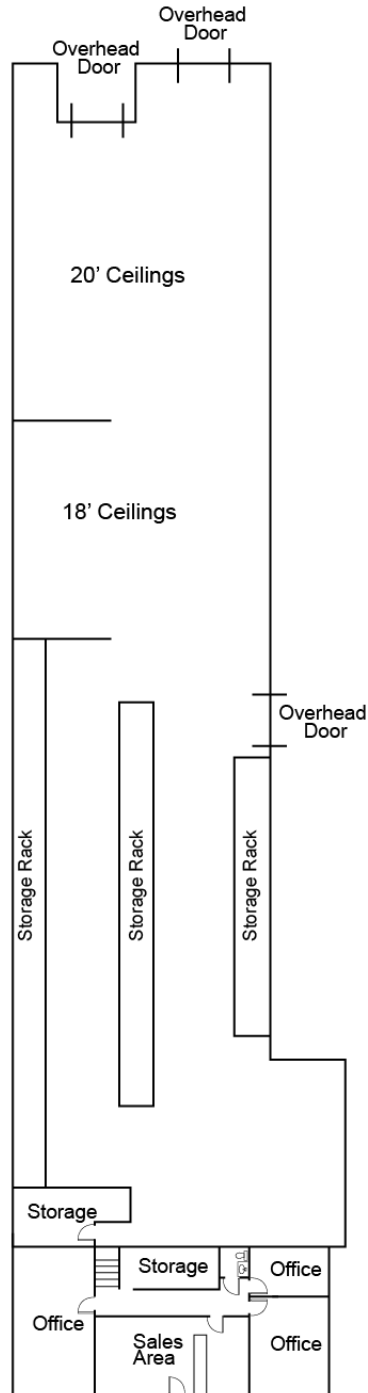 Overhead
Door
Overhead
Door
20' Ceilings
18' Ceilings
Overhead
Door
Storage Rack
Storage Rack
Storage Rack
Storage
Storage
Office
Office
Sales
Area
Office